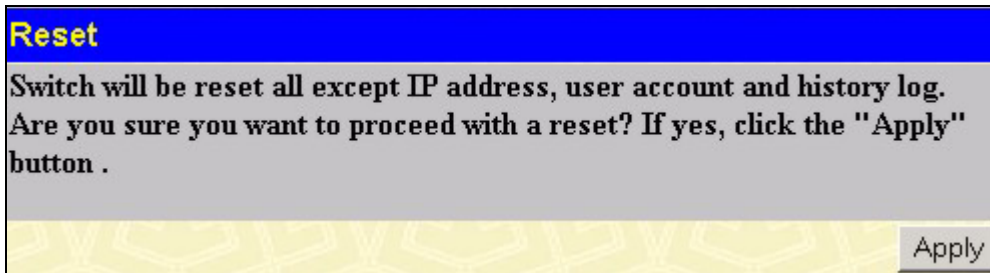 Reset
Switch will be reset all except IP address, user account and history log.
Are you sure you want to proceed with a reset? If yes, click the "Apply"
button .
Apply